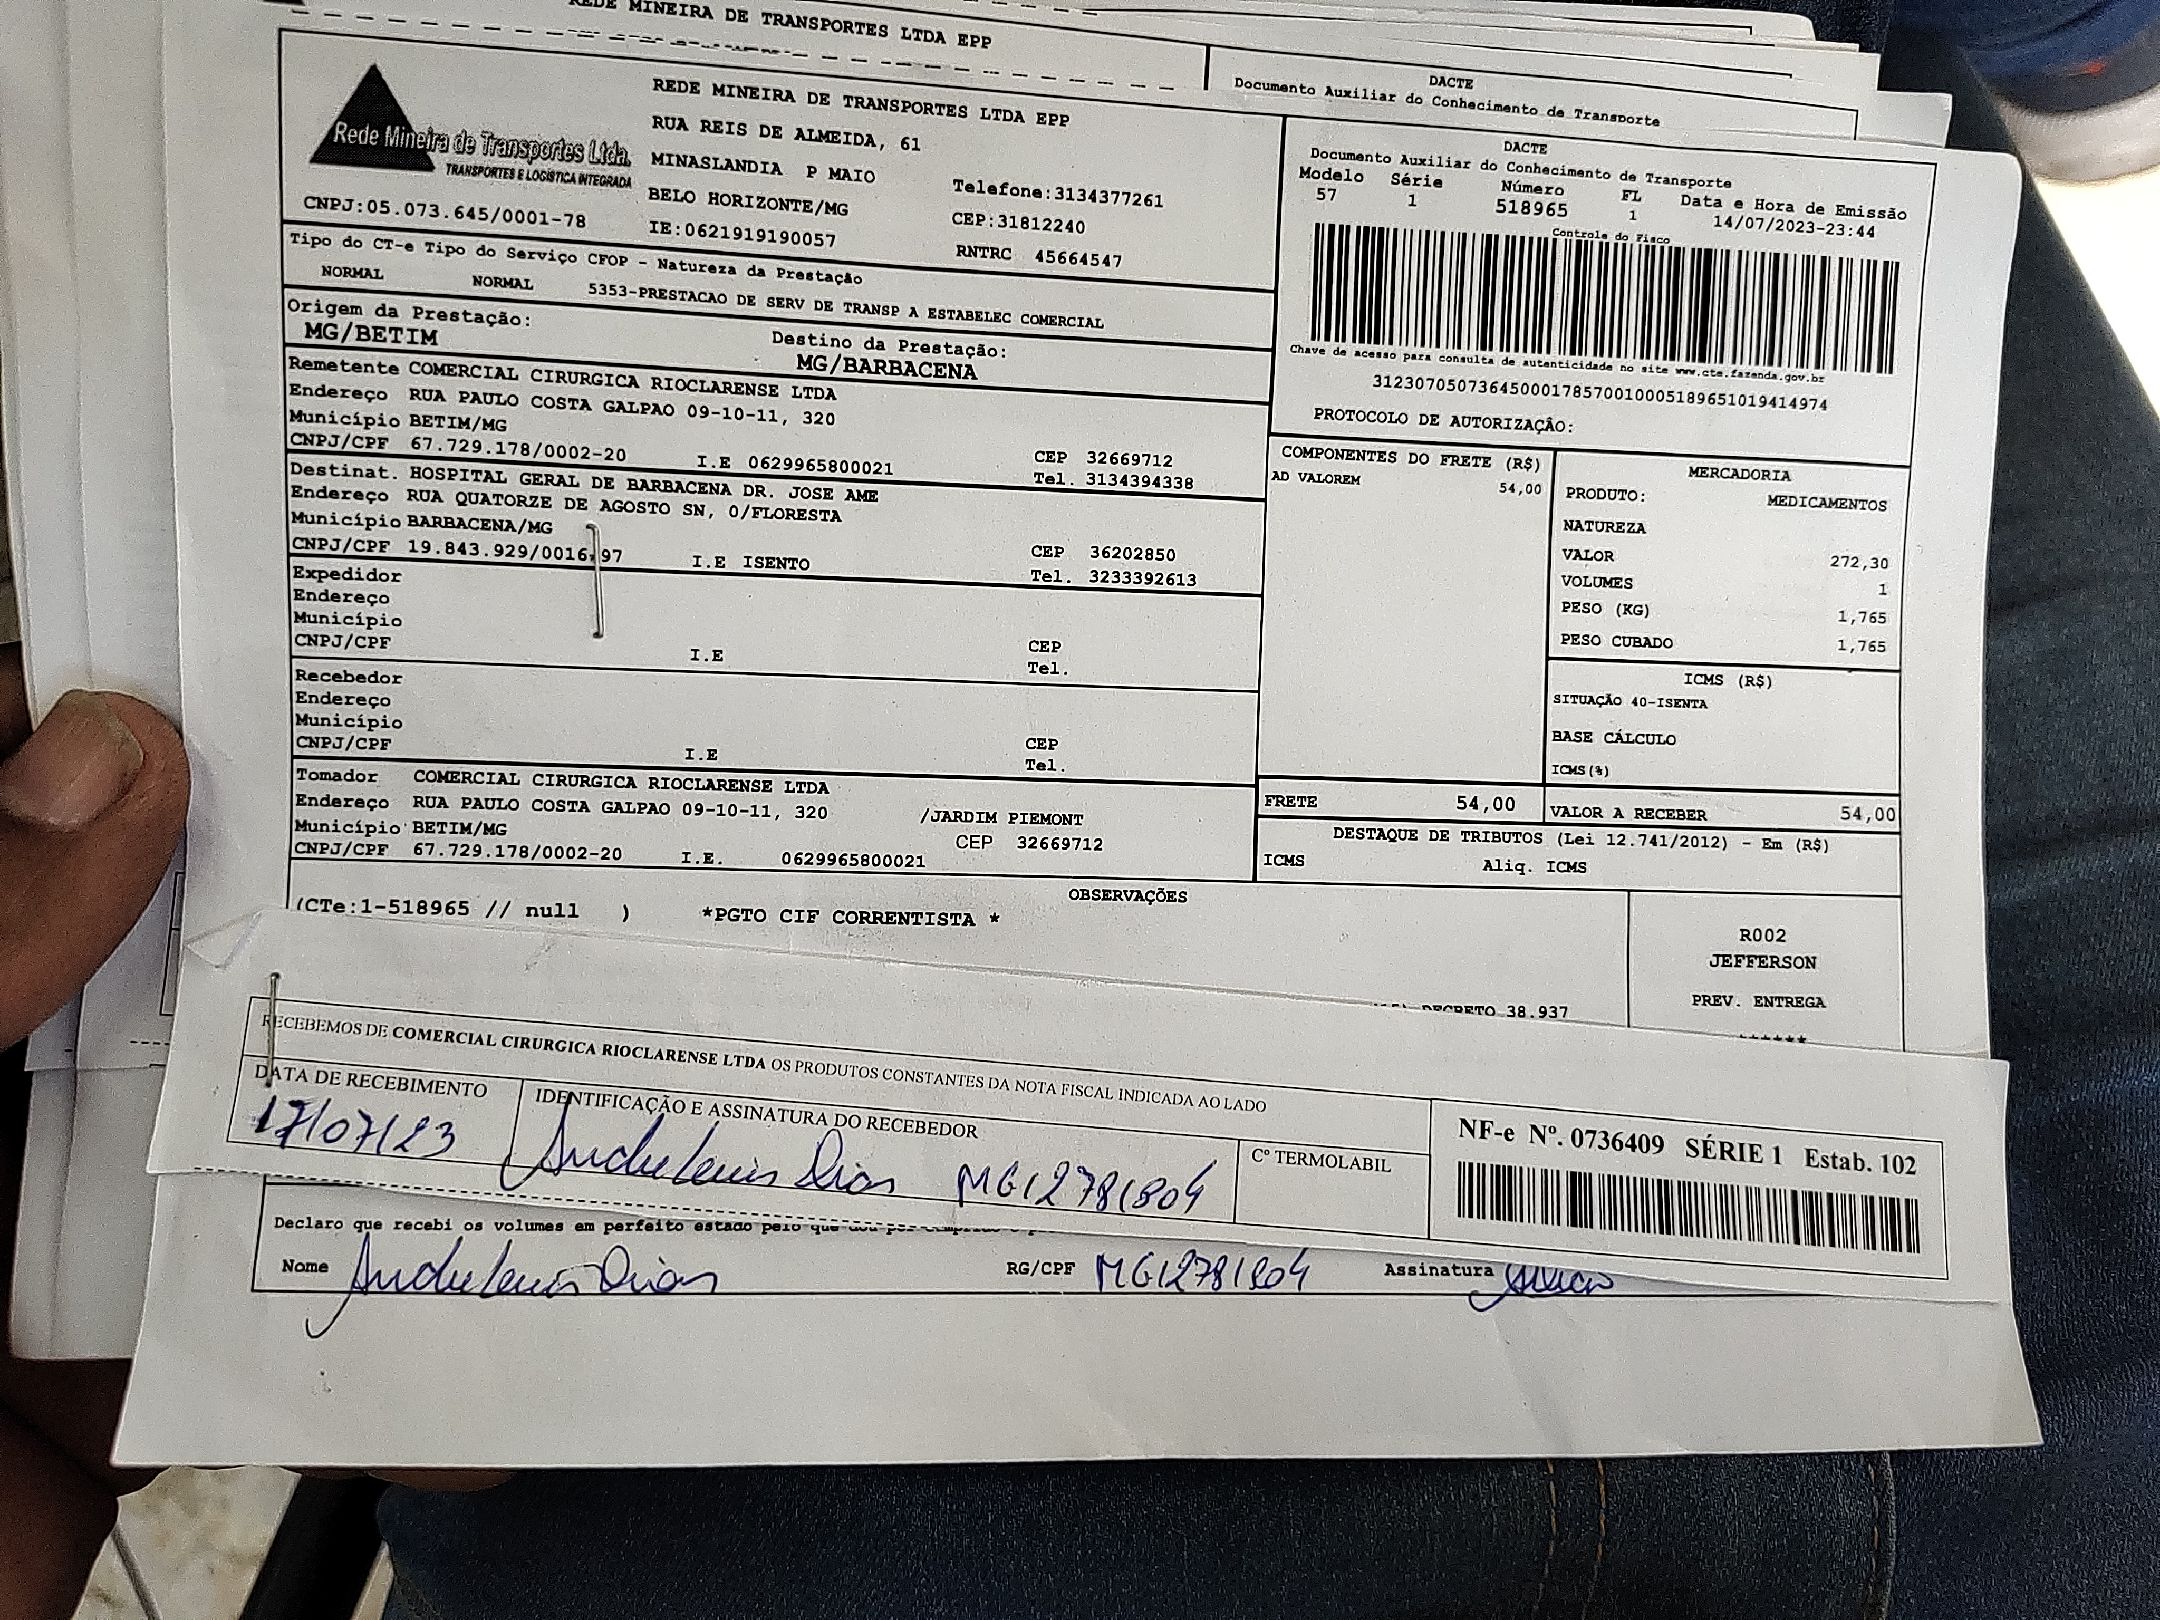 REDE MINEIRA DE TRANSPORTES LTDA EPP
DACTE
Documento Auxiliar do Conhecimento de Transporte
Rede Mineira de Transportes Ltda.
TRANSPORTES E LOGÍSTICA INTEGRADA
CNPJ:05.073.645/0001-78
REDE MINEIRA DE TRANSPORTES LTDA EPP
RUA REIS DE ALMEIDA, 61
MINASLANDIA P MAIO
BELO HORIZONTE/MG
IE:0621919190057
Telefone:3134377261
CEP:31812240
RNTRC 45664547
DACTE
Documento Auxiliar do Conhecimento de Transporte
Modelo Série Número FL Data e Hora de Emissão
57 1 518965 1 14/07/2023-23:44
Controle do Fisco
Chave de acesso para consulta de autenticidade no site www.cte.fazenda.gov.br
31230705073645000178570010005189651019414974
PROTOCOLO DE AUTORIZAÇÂO:
Tipo do CT-e Tipo do Serviço CFOP - Natureza da Prestação
NORMAL NORMAL 5353-PRESTACAO DE SERV DE TRANSP A ESTABELEC COMERCIAL
Origem da Prestação: Destino da Prestação:
MG/BETIM MG/BARBACENA
Remetente COMERCIAL CIRURGICA RIOCLARENSE LTDA
Endereço RUA PAULO COSTA GALPAO 09-10-11, 320
Município BETIM/MG CEP 32669712
CNPJ/CPF 67.729.178/0002-20 I.E 0629965800021 Tel. 3134394338
Destinat. HOSPITAL GERAL DE BARBACENA DR. JOSE AME
Endereço RUA QUATORZE DE AGOSTO SN, 0/FLORESTA
Município BARBACENA/MG CEP 36202850
CNPJ/CPF 19.843.929/0016-97 I.E ISENTO Tel. 3233392613
Expedidor
Endereço
Município CEP
CNPJ/CPF I.E Tel.
Recebedor
Endereço
Município CEP
CNPJ/CPF I.E Tel.
Tomador COMERCIAL CIRURGICA RIOCLARENSE LTDA
Endereço RUA PAULO COSTA GALPAO 09-10-11, 320 /JARDIM PIEMONT
Município BETIM/MG CEP 32669712
CNPJ/CPF 67.729.178/0002-20 I.E. 0629965800021
COMPONENTES DO FRETE (R$)
AD VALOREM 54,00
FRETE 54,00
MERCADORIA
PRODUTO: MEDICAMENTOS
NATUREZA
VALOR 272,30
VOLUMES 1
PESO (KG) 1,765
PESO CUBADO 1,765
ICMS (R$)
SITUAÇÃO 40-ISENTA
BASE CÁLCULO
ICMS(%)
VALOR A RECEBER 54,00
DESTAQUE DE TRIBUTOS (Lei 12.741/2012) - Em (R$)
ICMS Aliq. ICMS
OBSERVAÇÕES
(CTe:1-518965 // null ) *PGTO CIF CORRENTISTA *
DECRETO 38.937
R002
JEFFERSON
PREV. ENTREGA
******
RECEBEMOS DE COMERCIAL CIRURGICA RIOCLARENSE LTDA OS PRODUTOS CONSTANTES DA NOTA FISCAL INDICADA AO LADO
DATA DE RECEBIMENTO IDENTIFICAÇÃO E ASSINATURA DO RECEBEDOR
17/07/23 Dias MG12781804
Cº TERMOLABIL
NF-e Nº. 0736409 SÉRIE 1 Estab. 102
Declaro que recebi os volumes em perfeito estado pelo que
Nome Dias RG/CPF MG12781804 Assinatura